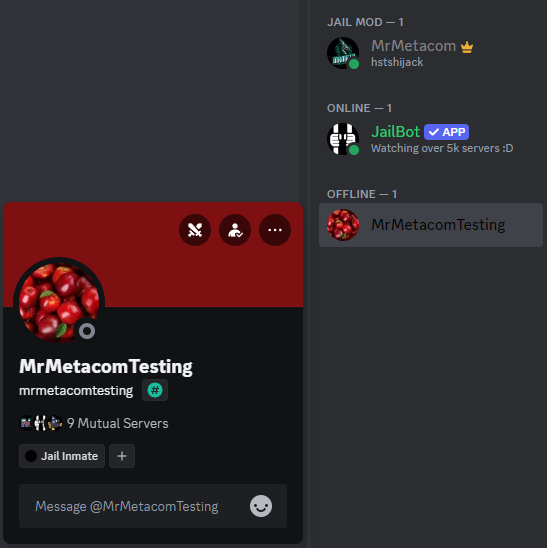 JAIL MOD — 1
MrMetacom
hstshijack
ONLINE — 1
JailBot APP
Watching over 5k servers :D
OFFLINE — 1
MrMetacomTesting
MrMetacomTesting
mrmetacomtesting #
9 Mutual Servers
Jail Inmate +
Message @MrMetacomTesting